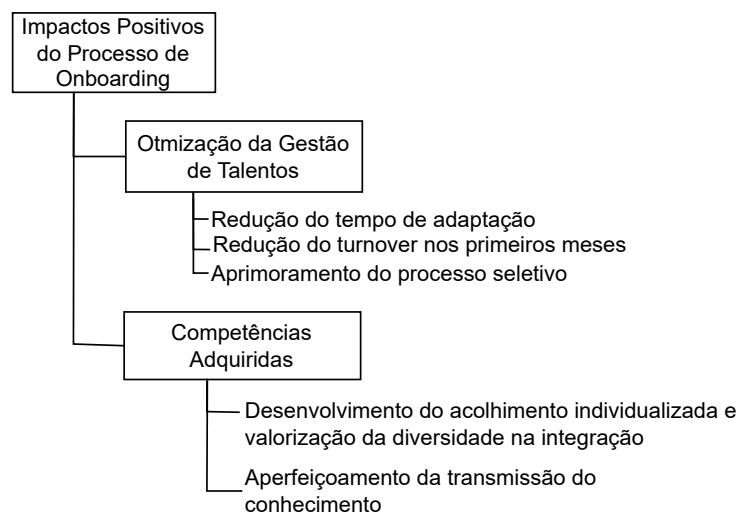 Impactos Positivos
do Processo de
Onboarding
Otmização da Gestão
de Talentos
Redução do tempo de adaptação
Redução do turnover nos primeiros meses
Aprimoramento do processo seletivo
Competências
Adquiridas
Desenvolvimento do acolhimento individualizada e
valorização da diversidade na integração
Aperfeiçoamento da transmissão do
conhecimento